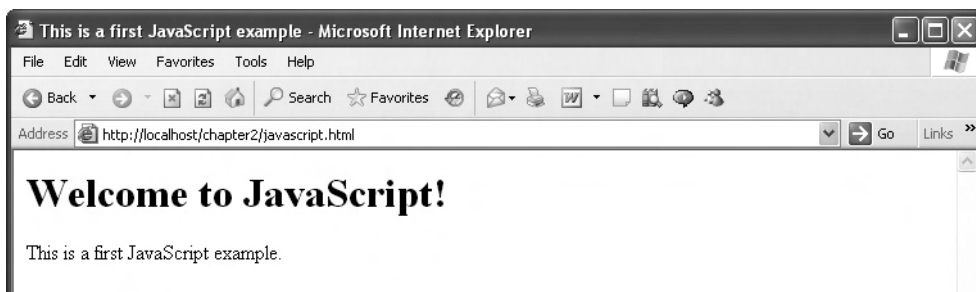 This is a first JavaScript example - Microsoft Internet Explorer
File Edit View Favorites Tools Help
Back Search Favorites W
Address http://localhost/chapter2/javascript.html Go Links »
Welcome to JavaScript!
This is a first JavaScript example.